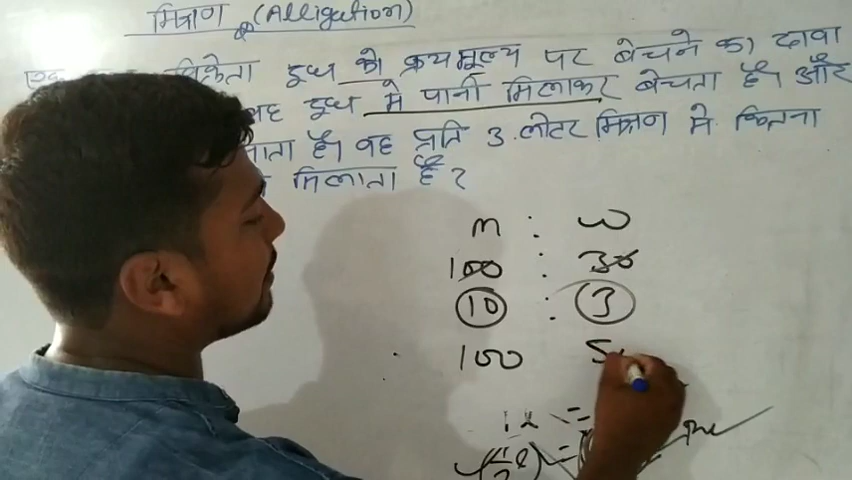 मिश्रण (Alligation)
विक्रेता दुध को क्रयमूल्य पर बेचने का दावा
वह दुध मे पानी मिलाकर बेचता है। और
है। वह प्रति 3 लीटर मिश्रण मे कितना
मिलाता है?
m : w
100 : 30
10 : 3
100